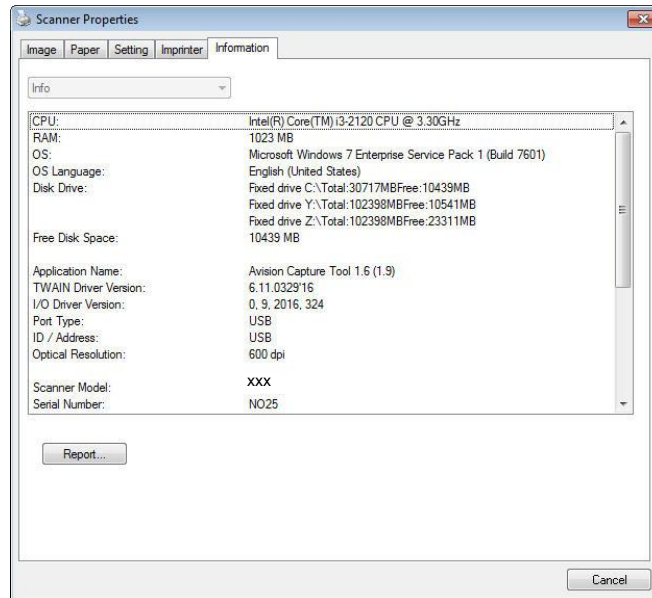 Scanner Properties
Image Paper Setting Imprinter Information
Info
CPU: Intel(R) Core(TM) i3-2120 CPU @ 3.30GHz
RAM: 1023 MB
OS: Microsoft Windows 7 Enterprise Service Pack 1 (Build 7601)
OS Language: English (United States)
Disk Drive: Fixed drive C:\Total:30717MBFree:10439MB
Fixed drive Y:\Total:102398MBFree:10541MB
Fixed drive Z:\Total:102398MBFree:23311MB
Free Disk Space: 10439 MB
Application Name: Avision Capture Tool 1.6 (1.9)
TWAIN Driver Version: 6.11.0329'16
I/O Driver Version: 0, 9, 2016, 324
Port Type: USB
ID / Address: USB
Optical Resolution: 600 dpi
Scanner Model: XXX
Serial Number: NO25
Report...
Cancel